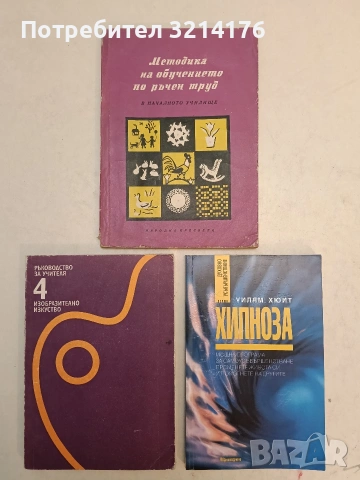 Потребител 3214176
Методика
на обучението
по ръчен труд
в началното училище
народна просвета
РЪКОВОДСТВО
ЗА УЧИТЕЛЯ
4
ИЗОБРАЗИТЕЛНО
ИЗКУСТВО
УИЛЯМ ХЮИТ
ХИПНОЗА
BAZAR